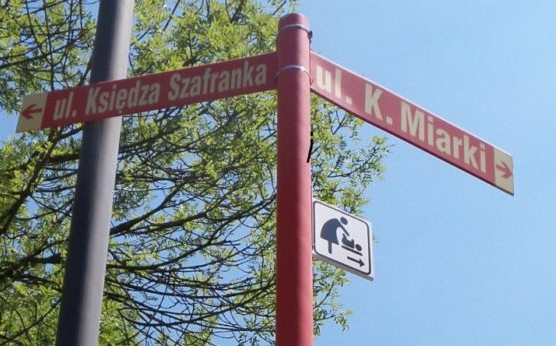 ul. Księdza Szafranka
ul. K. Miarki